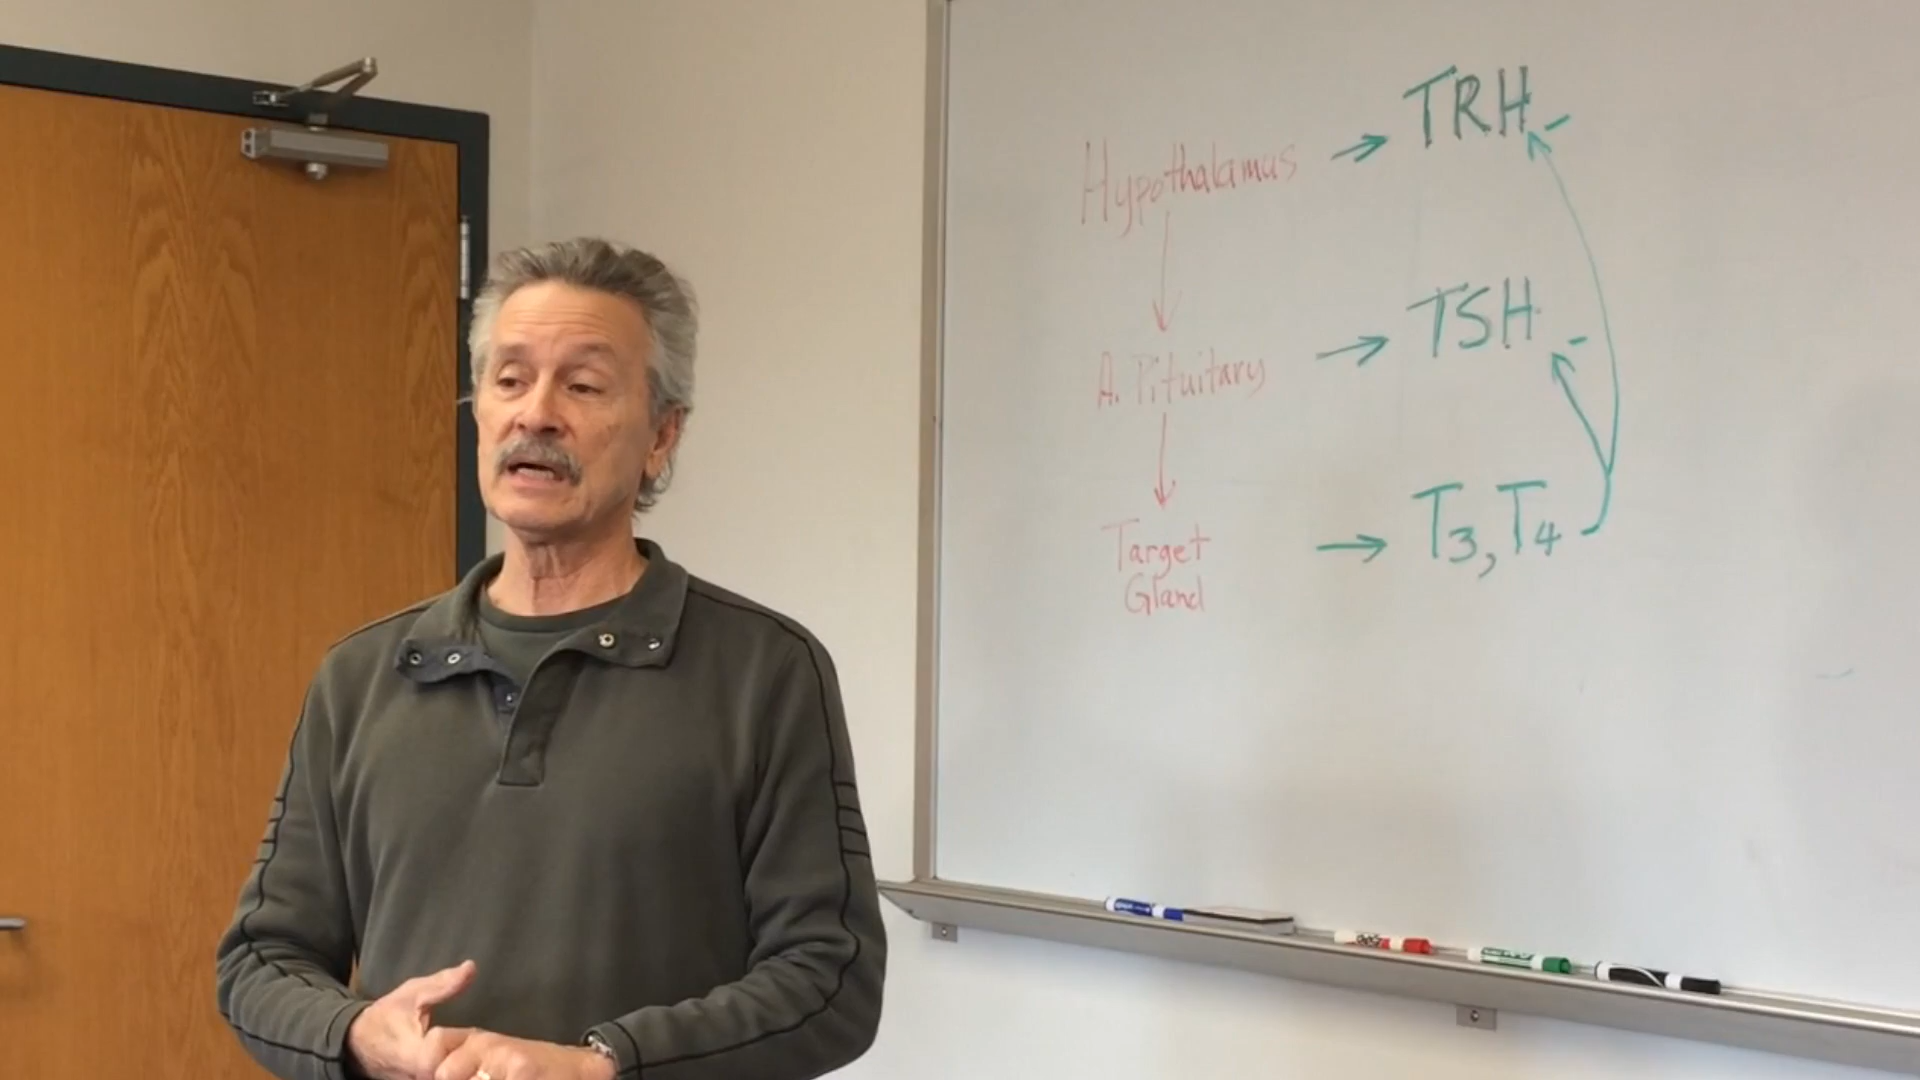 Hypothalamus → TRH -
A. Pituitary → TSH -
Target → T3, T4
Gland